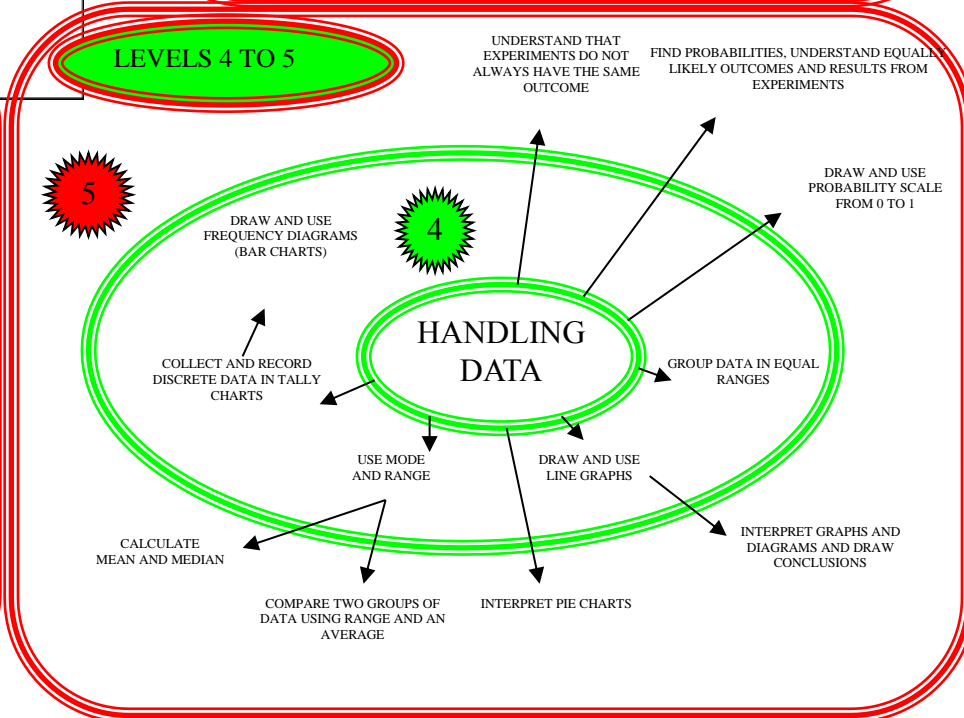 LEVELS 4 TO 5
UNDERSTAND THAT
EXPERIMENTS DO NOT
ALWAYS HAVE THE SAME
OUTCOME
FIND PROBABILITIES, UNDERSTAND EQUALLY
LIKELY OUTCOMES AND RESULTS FROM
EXPERIMENTS
5
DRAW AND USE
PROBABILITY SCALE
FROM 0 TO 1
DRAW AND USE
FREQUENCY DIAGRAMS
(BAR CHARTS)
4
HANDLING
DATA
COLLECT AND RECORD
DISCRETE DATA IN TALLY
CHARTS
GROUP DATA IN EQUAL
RANGES
USE MODE
AND RANGE
DRAW AND USE
LINE GRAPHS
CALCULATE
MEAN AND MEDIAN
INTERPRET GRAPHS AND
DIAGRAMS AND DRAW
CONCLUSIONS
COMPARE TWO GROUPS OF
DATA USING RANGE AND AN
AVERAGE
INTERPRET PIE CHARTS